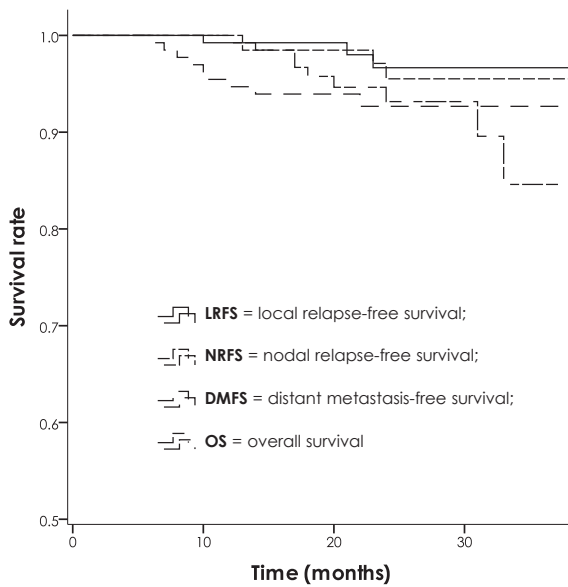 1.0
0.9
0.8
0.7
0.6
0.5
Survival rate
LRFS = local relapse-free survival;
NRFS = nodal relapse-free survival;
DMFS = distant metastasis-free survival;
OS = overall survival
0 10 20 30
Time (months)